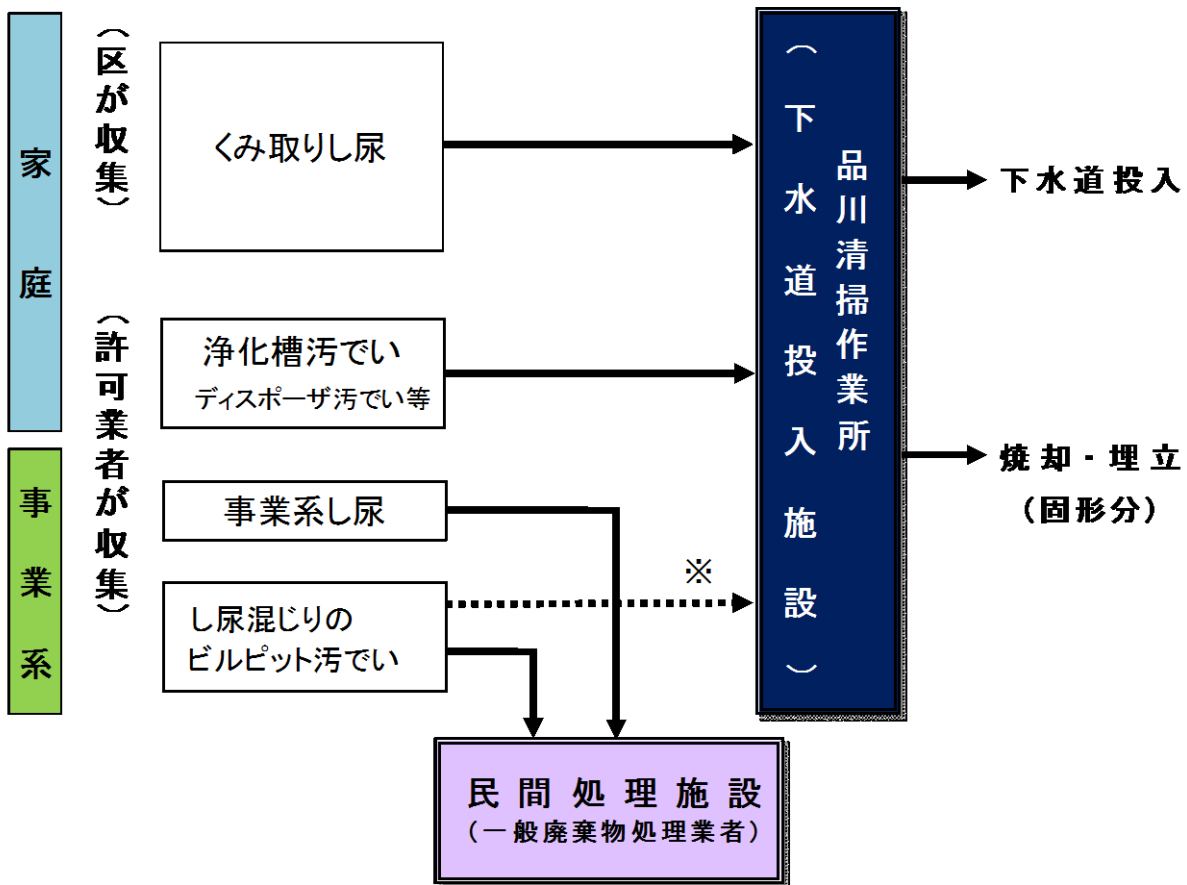 家庭
（区が収集）
くみ取りし尿
（許可業者が収集）
浄化槽汚でい
ディスポーザ汚でい等
事業系
事業系し尿
し尿混じりの
ビルピット汚でい
※
品川清掃作業所
（下水道投入施設）
下水道投入
焼却・埋立
（固形分）
民間処理施設
（一般廃棄物処理業者）